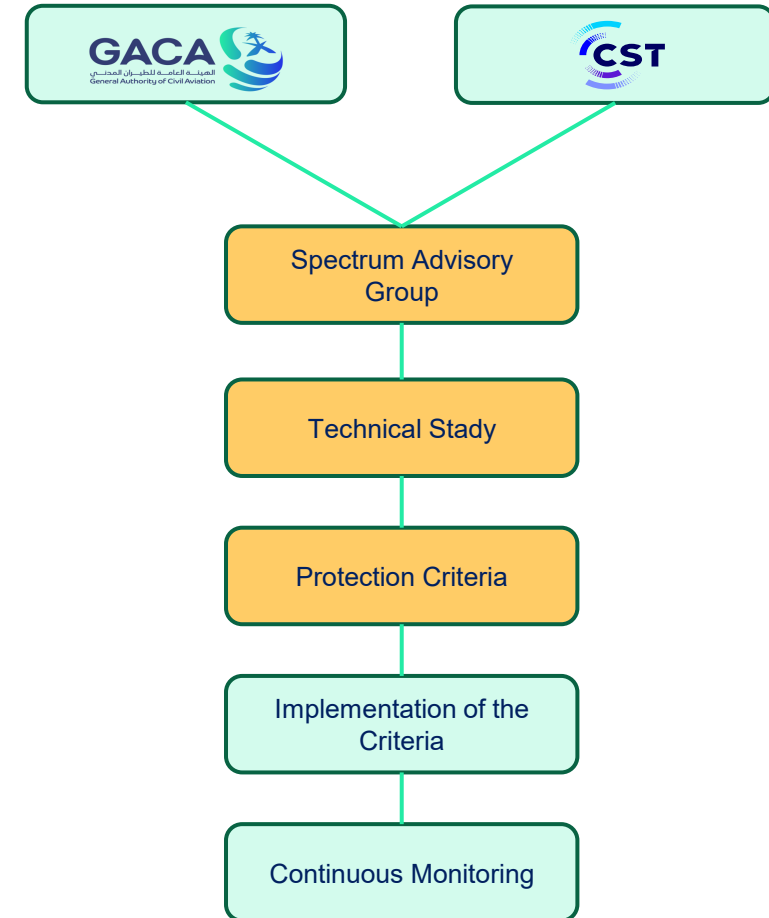 GACA
الهيئة العامة للطيران المدني
General Authority of Civil Aviation
CST
Spectrum Advisory
Group
Technical Stady
Protection Criteria
Implementation of the
Criteria
Continuous Monitoring